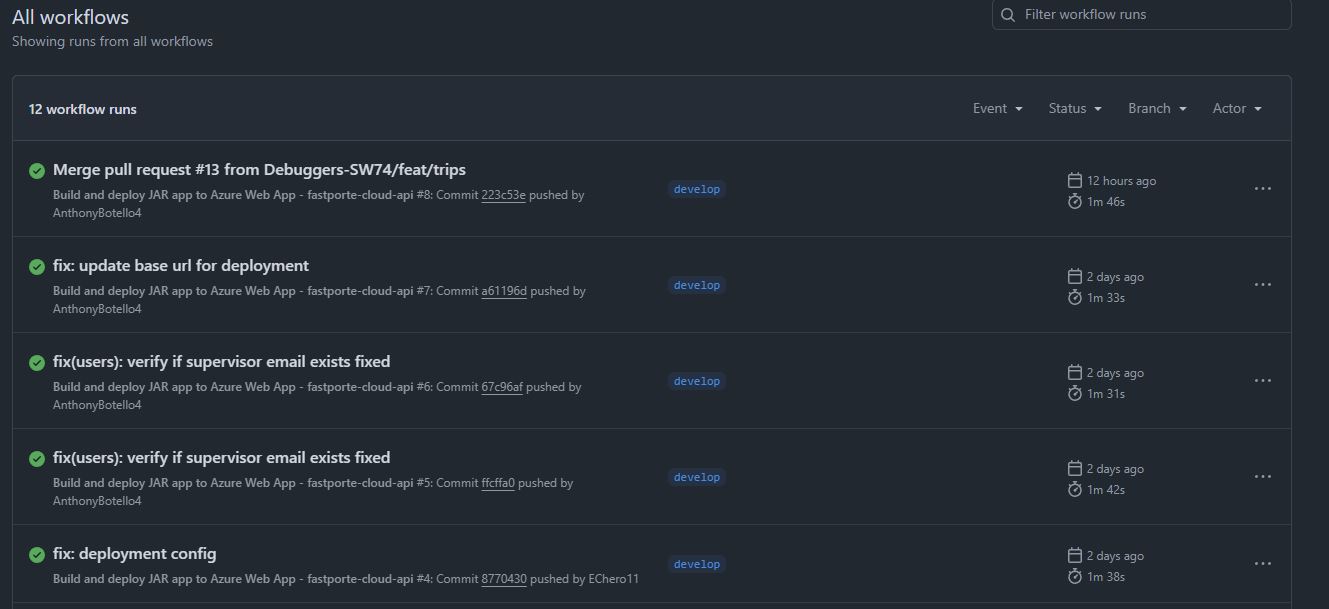 All workflows
Filter workflow runs
Showing runs from all workflows
12 workflow runs
Event Status Branch Actor
Merge pull request #13 from Debuggers-SW74/feat/trips
Build and deploy JAR app to Azure Web App - fastporte-cloud-api #8: Commit 223c53e pushed by
AnthonyBotello4
develop
12 hours ago
1m 46s
fix: update base url for deployment
Build and deploy JAR app to Azure Web App - fastporte-cloud-api #7: Commit a61196d pushed by
AnthonyBotello4
develop
2 days ago
1m 33s
fix(users): verify if supervisor email exists fixed
Build and deploy JAR app to Azure Web App - fastporte-cloud-api #6: Commit 67c96af pushed by
AnthonyBotello4
develop
2 days ago
1m 31s
fix(users): verify if supervisor email exists fixed
Build and deploy JAR app to Azure Web App - fastporte-cloud-api #5: Commit ffcffa0 pushed by
AnthonyBotello4
develop
2 days ago
1m 42s
fix: deployment config
Build and deploy JAR app to Azure Web App - fastporte-cloud-api #4: Commit 8770430 pushed by EChero11
develop
2 days ago
1m 38s